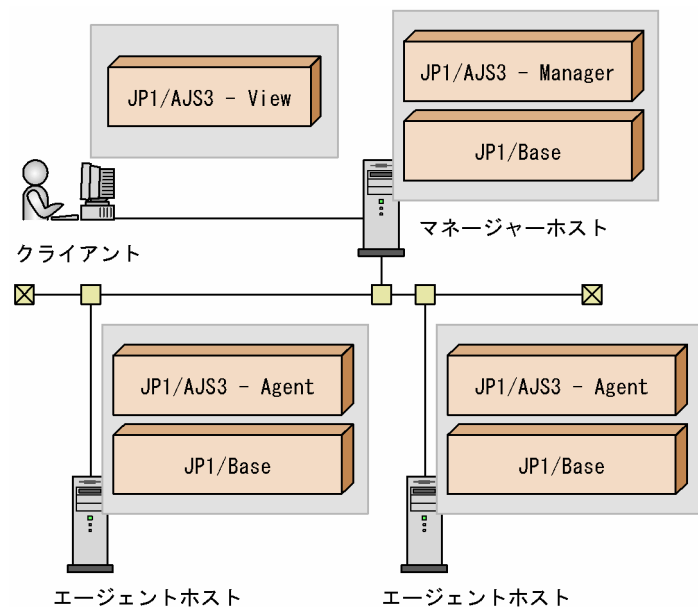 JP1/AJS3 - View
JP1/AJS3 - Manager
JP1/Base
クライアント
マネージャーホスト
JP1/AJS3 - Agent
JP1/Base
JP1/AJS3 - Agent
JP1/Base
エージェントホスト
エージェントホスト